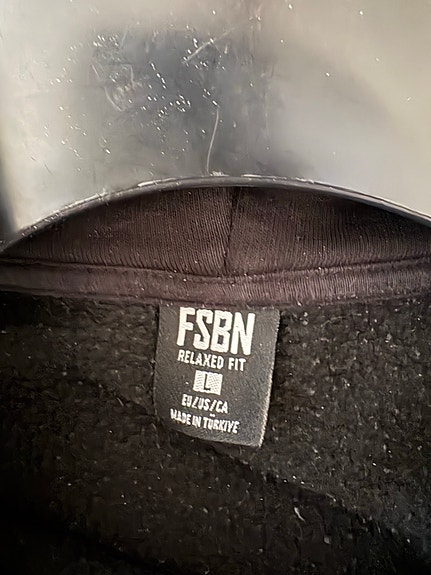 FSBN
RELAXED FIT
L
EU/US/CA
MADE IN TÜRKIYE